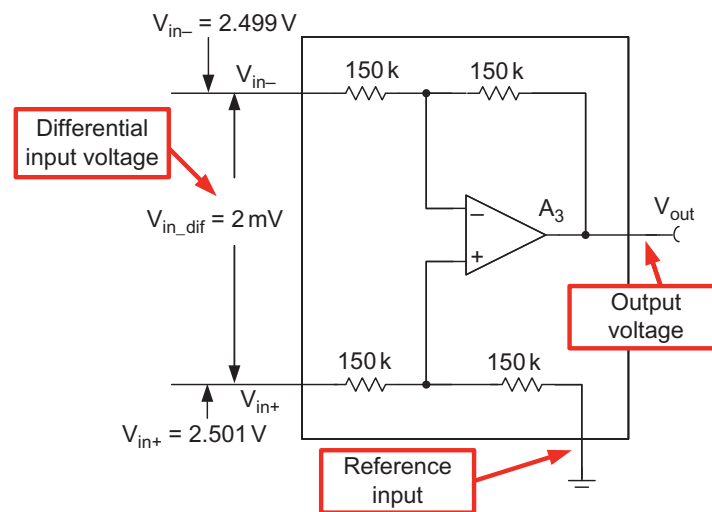 Vin– = 2.499 V
Vin–
150 k
150 k
Differential
input voltage
Vin_dif = 2 mV
–
+
A3
Vout
Output
voltage
150 k
150 k
Vin+
Vin+ = 2.501 V
Reference
input